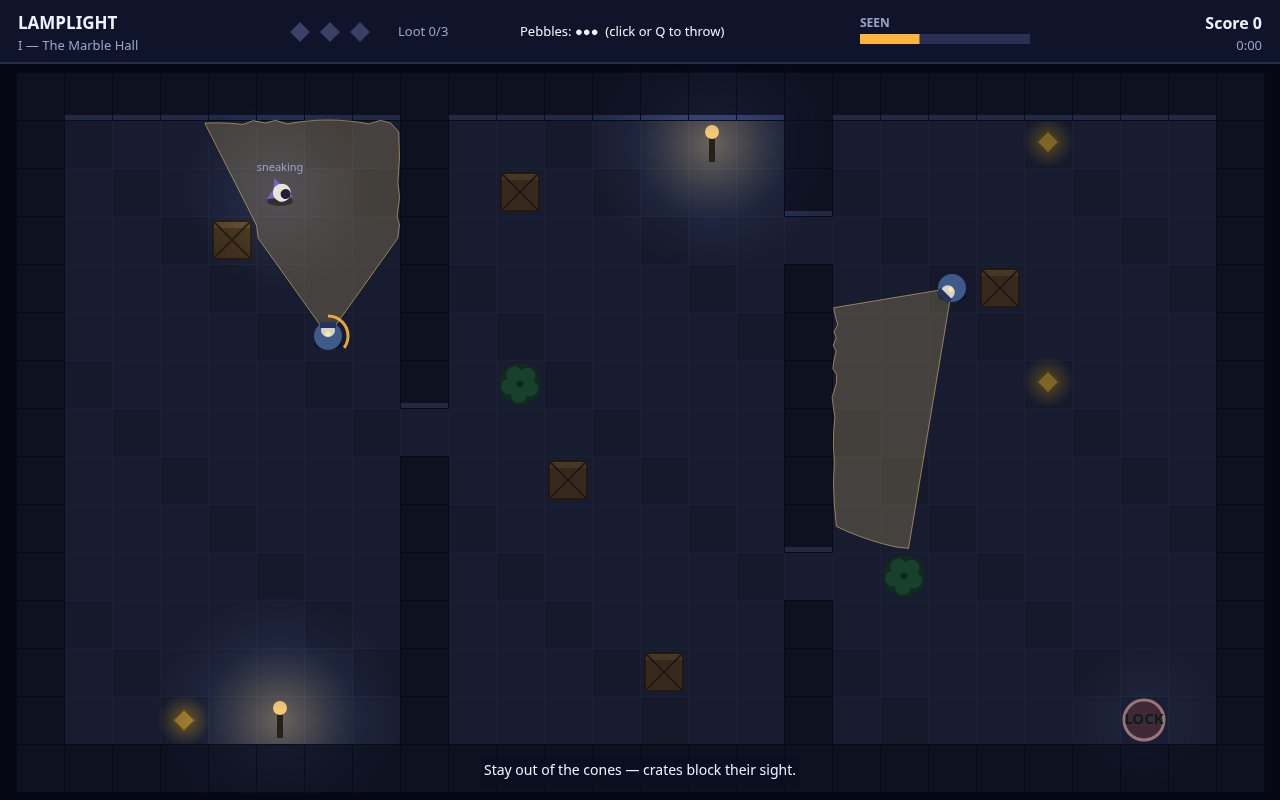 LAMPLIGHT
I — The Marble Hall
Loot 0/3
Pebbles: ●●● (click or Q to throw)
SEEN
Score 0
0:00
sneaking
LOCK
Stay out of the cones — crates block their sight.